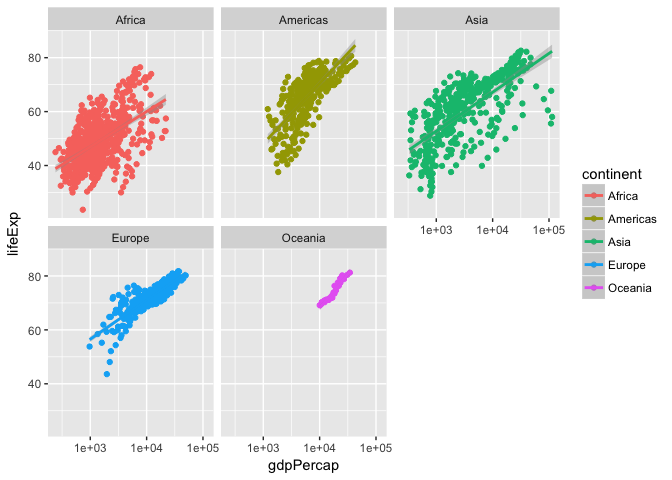 Africa
Americas
Asia
80
60
40
1e+03
1e+04
1e+05
lifeExp
Europe
Oceania
80
60
40
1e+03
1e+04
1e+05
1e+03
1e+04
1e+05
gdpPercap
continent
Africa
Americas
Asia
Europe
Oceania